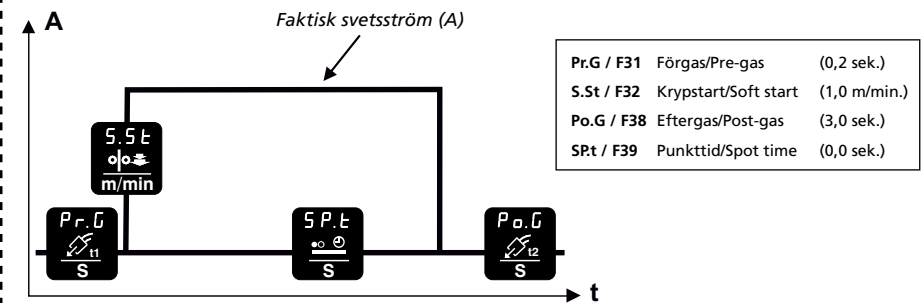 A
Faktisk svetsström (A)
Pr.G / F31 Förgas/Pre-gas (0,2 sek.)
S.St / F32 Krypstart/Soft start (1,0 m/min.)
Po.G / F38 Eftergas/Post-gas (3,0 sek.)
SP.t / F39 Punkttid/Spot time (0,0 sek.)
S.St
m/min
Pr.G
t1
S
SP.t
S
Po.G
t2
S
t